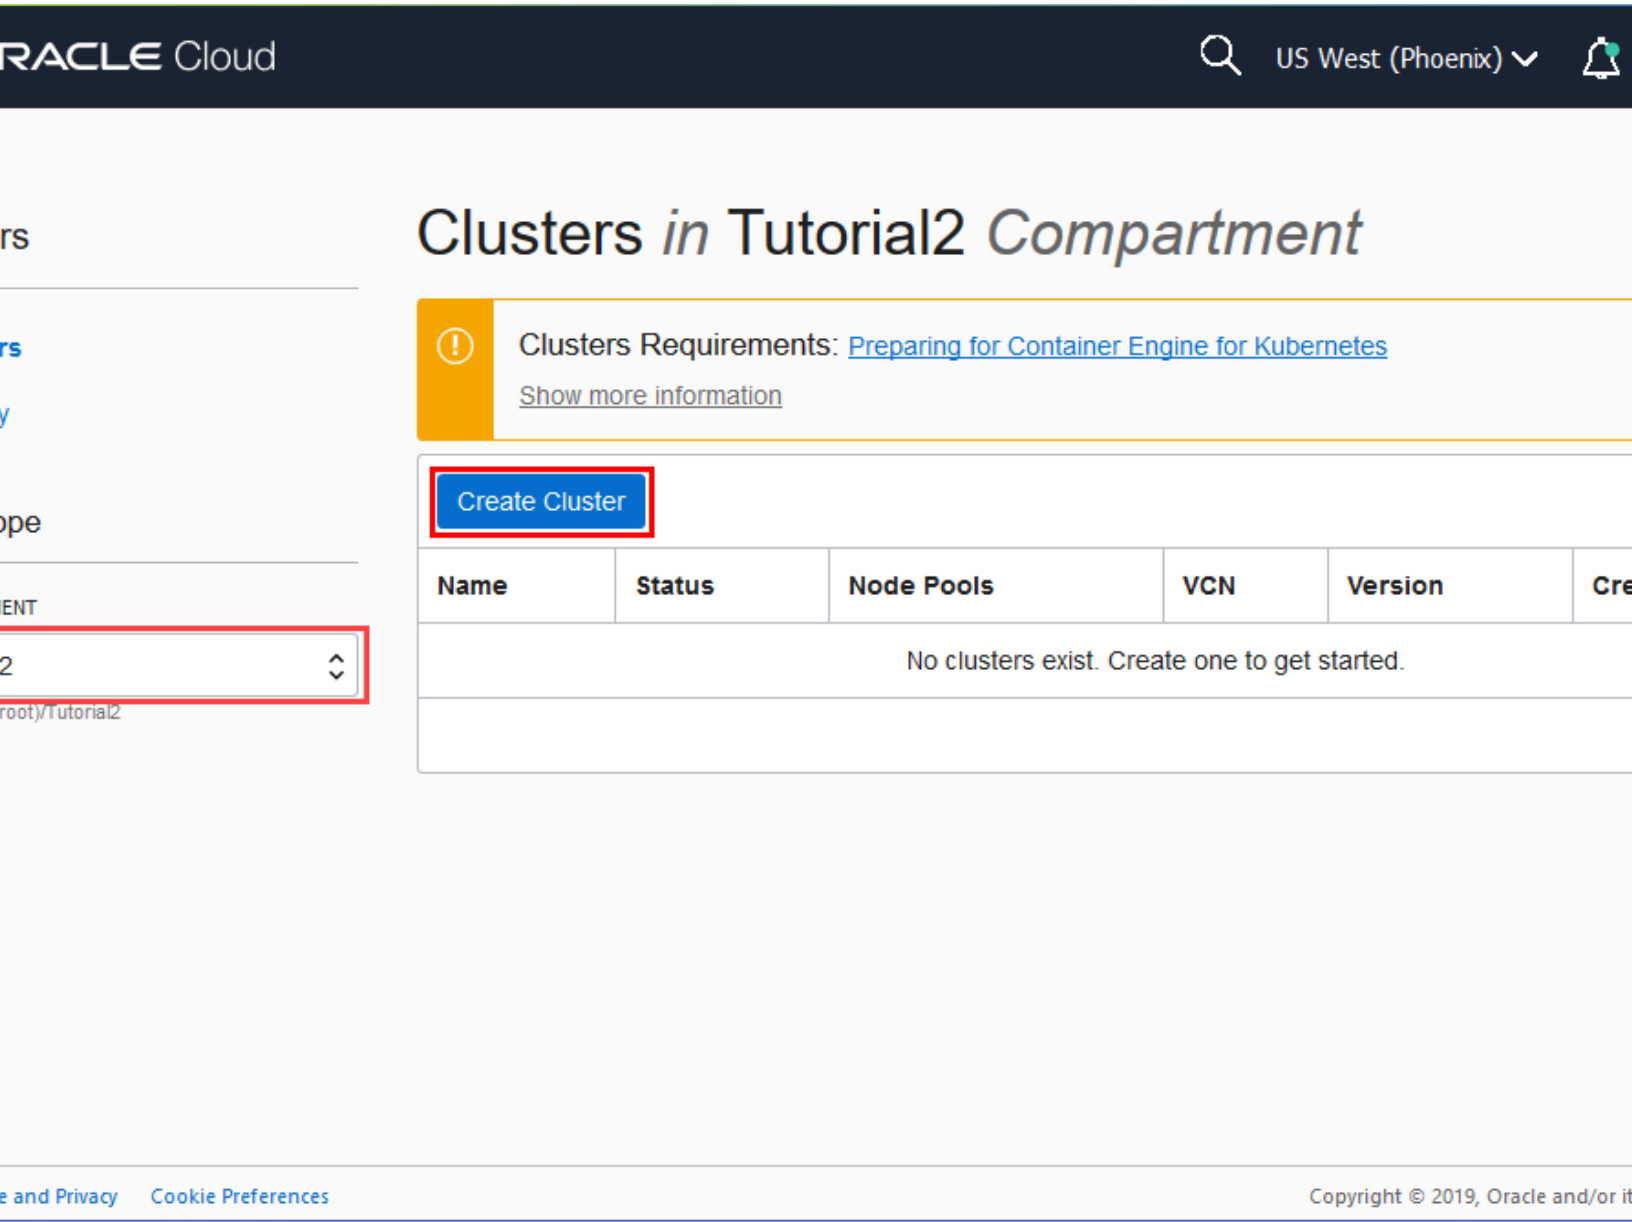 RACLE Cloud
US West (Phoenix)
rs
Clusters in Tutorial2 Compartment
rs
Clusters Requirements: Preparing for Container Engine for Kubernetes
Show more information
y
Create Cluster
ope
Name Status Node Pools VCN Version Cre
ENT
No clusters exist. Create one to get started.
2
root)/Tutorial2
e and Privacy Cookie Preferences
Copyright © 2019, Oracle and/or it